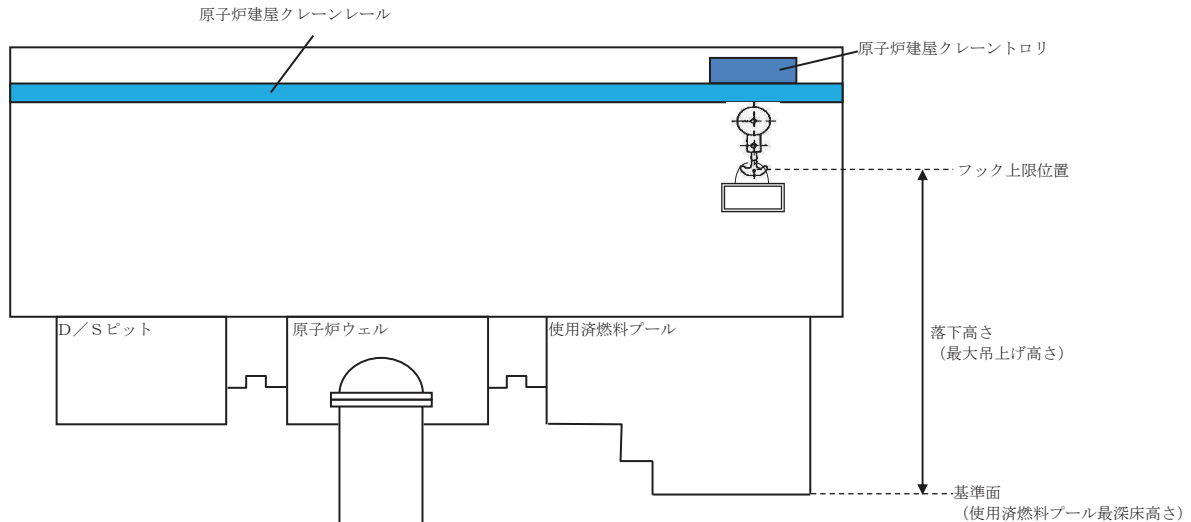 原子炉建屋クレーンレール
原子炉建屋クレーントロリ
フック上限位置
D／Sピット
原子炉ウェル
使用済燃料プール
落下高さ
（最大吊上げ高さ）
基準面
（使用済燃料プール最深床高さ）